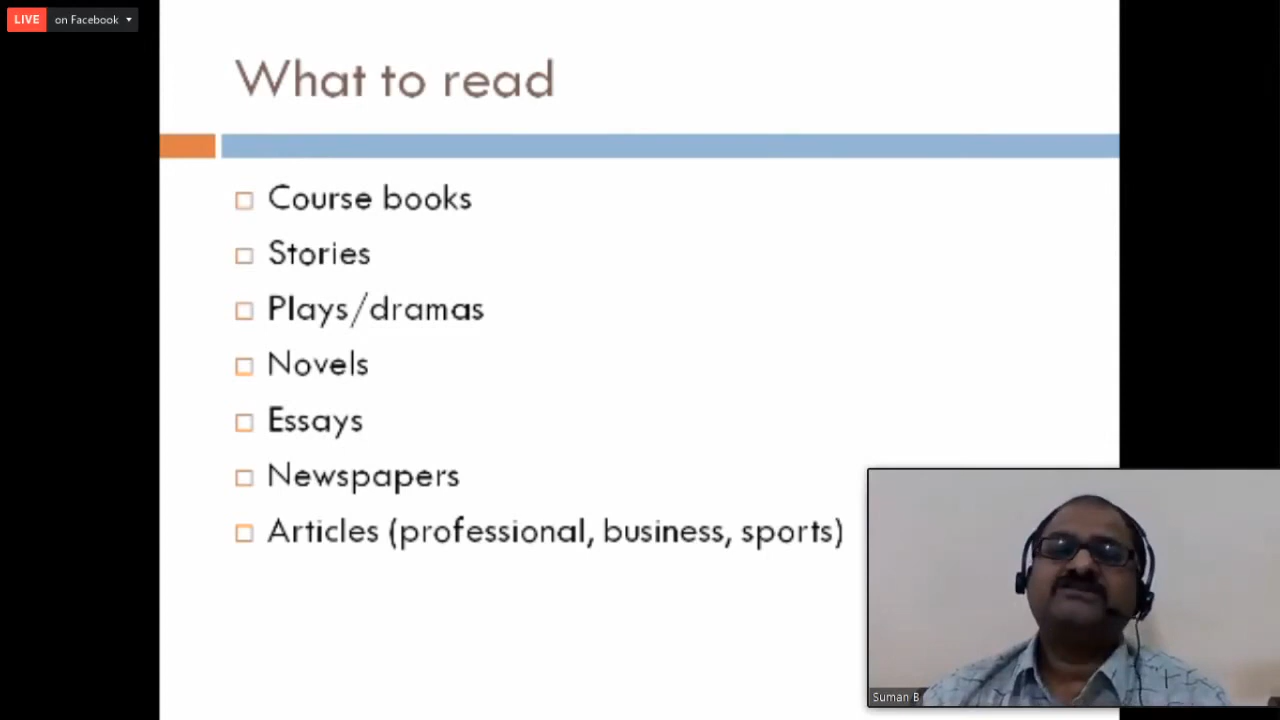 LIVE on Facebook
What to read
Course books
Stories
Plays/dramas
Novels
Essays
Newspapers
Articles (professional, business, sports)
Suman B